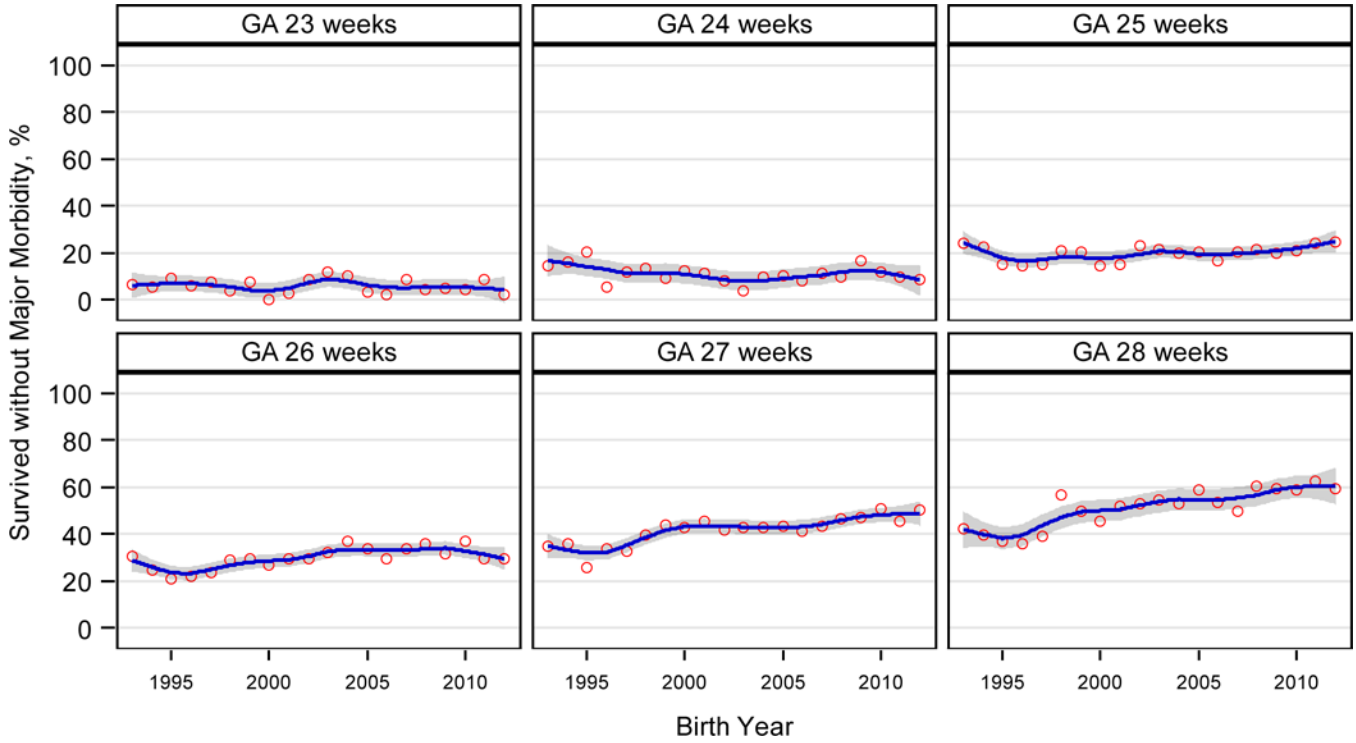 GA 23 weeks
GA 24 weeks
GA 25 weeks
Survived without Major Morbidity, %
100
80
60
40
20
0
GA 26 weeks
GA 27 weeks
GA 28 weeks
100
80
60
40
20
0
1995 2000 2005 2010
1995 2000 2005 2010
1995 2000 2005 2010
Birth Year